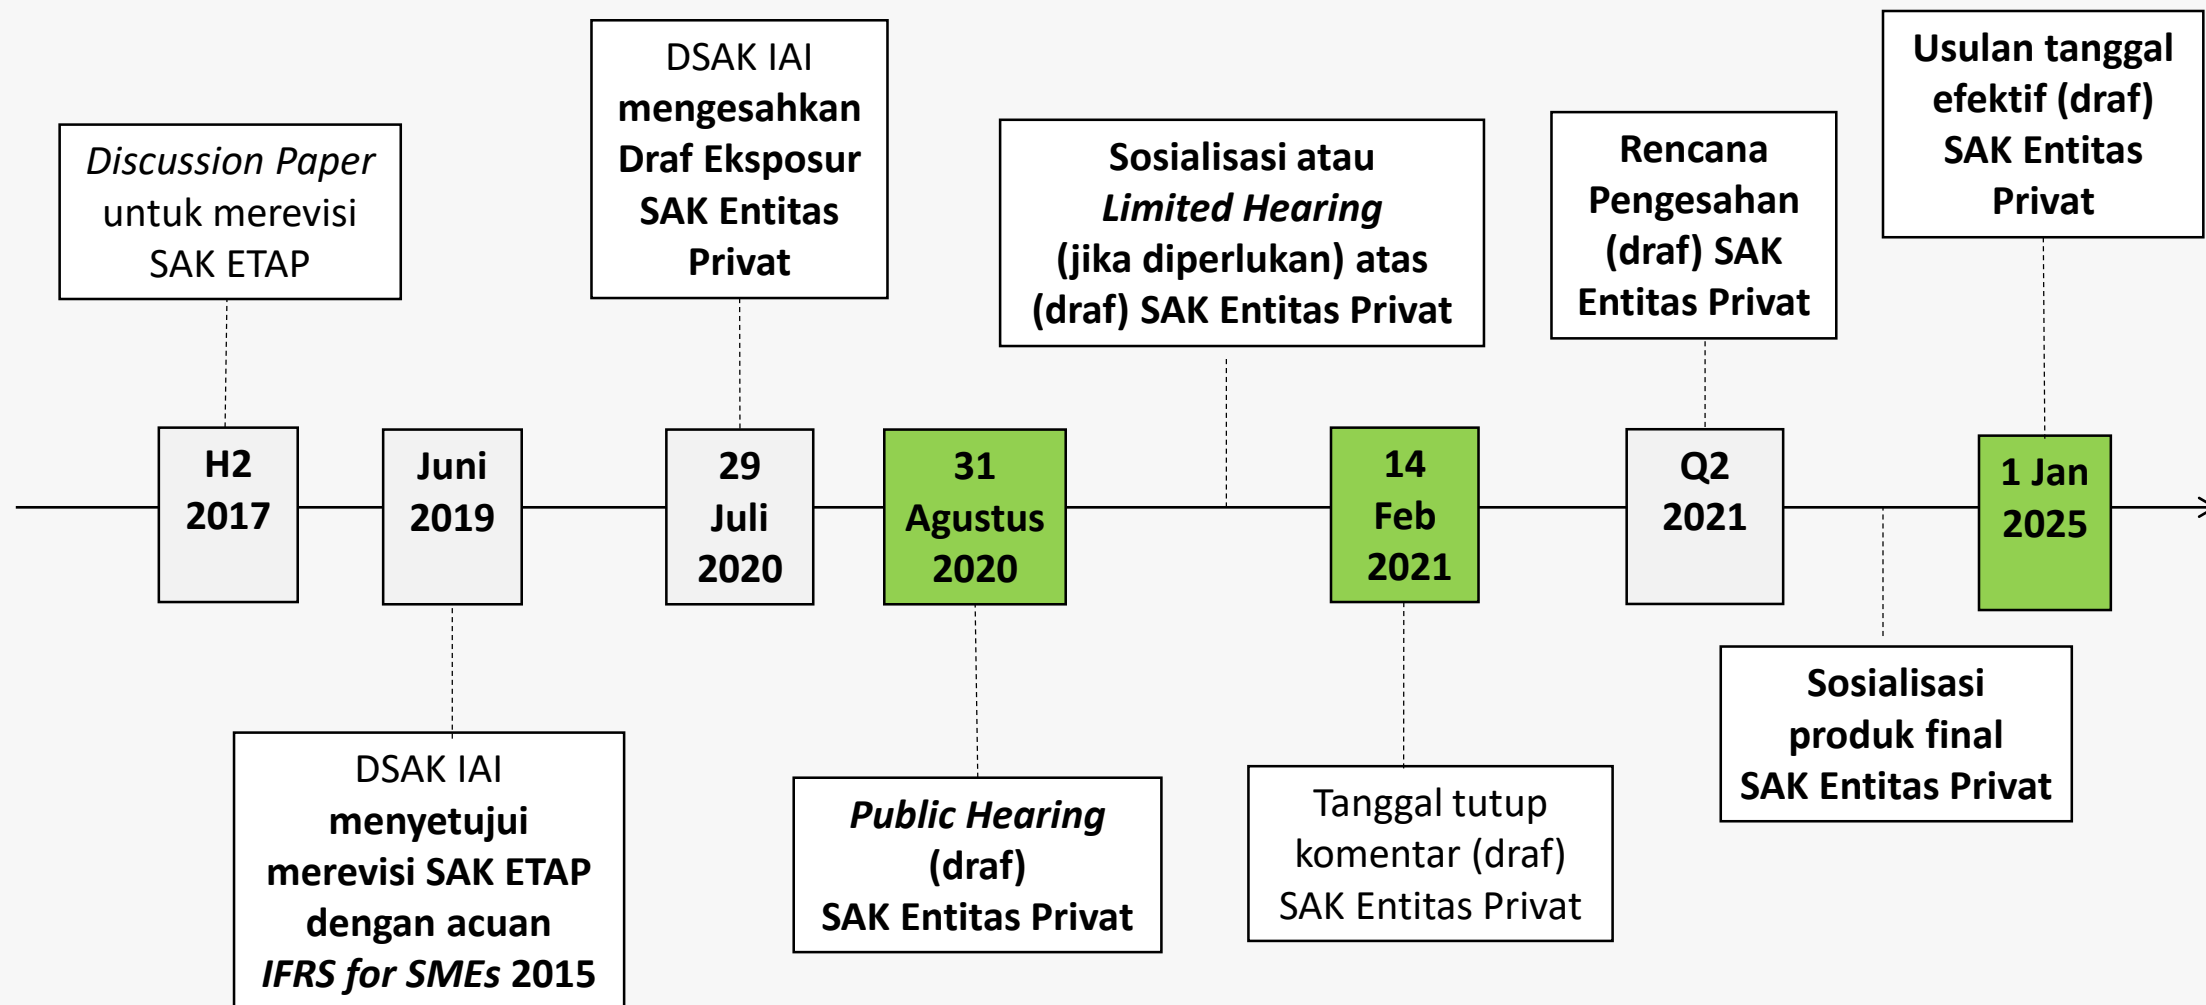 Discussion Paper
untuk merevisi
SAK ETAP
DSAK IAI
mengesahkan
Draf Eksposur
SAK Entitas
Privat
Sosialisasi atau
Limited Hearing
(jika diperlukan) atas
(draf) SAK Entitas Privat
Rencana
Pengesahan
(draf) SAK
Entitas Privat
Usulan tanggal
efektif (draf)
SAK Entitas
Privat
H2
2017
Juni
2019
29
Juli
2020
31
Agustus
2020
14
Feb
2021
Q2
2021
1 Jan
2025
DSAK IAI
menyetujui
merevisi SAK ETAP
dengan acuan
IFRS for SMEs 2015
Public Hearing
(draf)
SAK Entitas Privat
Tanggal tutup
komentar (draf)
SAK Entitas Privat
Sosialisasi
produk final
SAK Entitas Privat